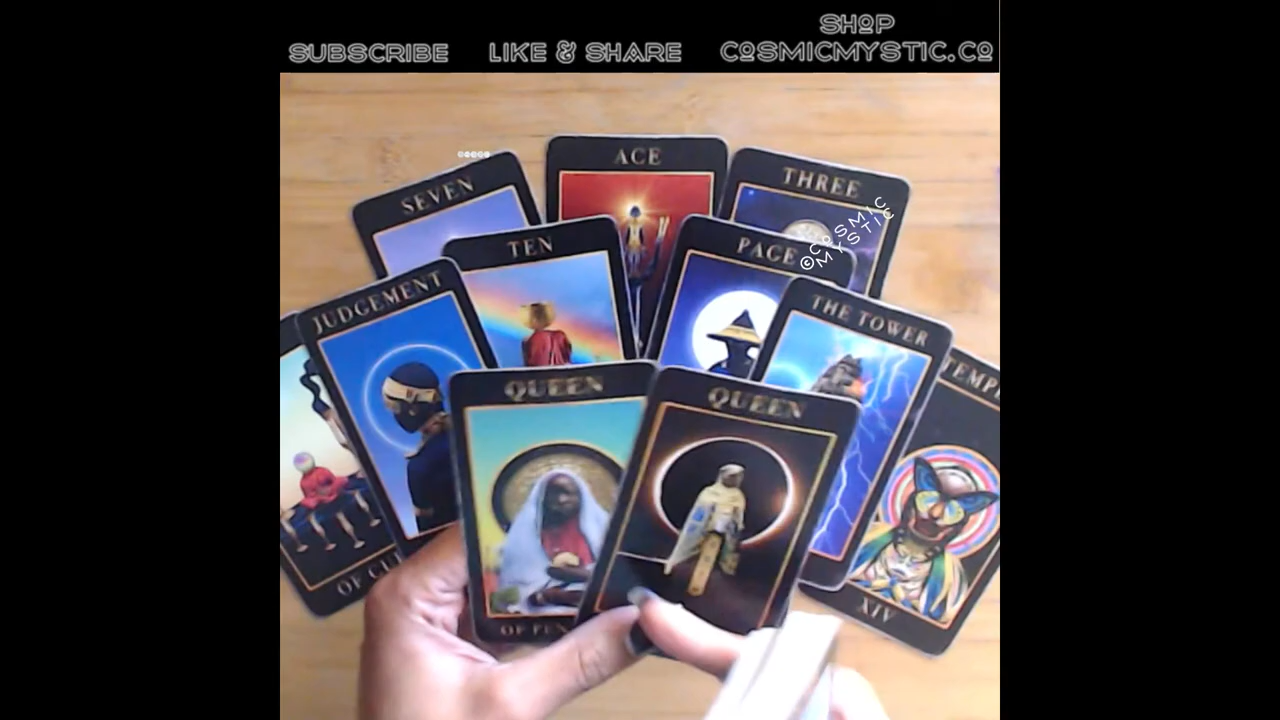 SUBSCRIBE
LIKE & SHARE
SHOP
COSMICMYSTIC.CO
SEVEN
ACE
THREE
TEN
PAGE
©COSMIC
MYSTIC
JUDGEMENT
THE TOWER
QUEEN
QUEEN
OF
OF
XIV